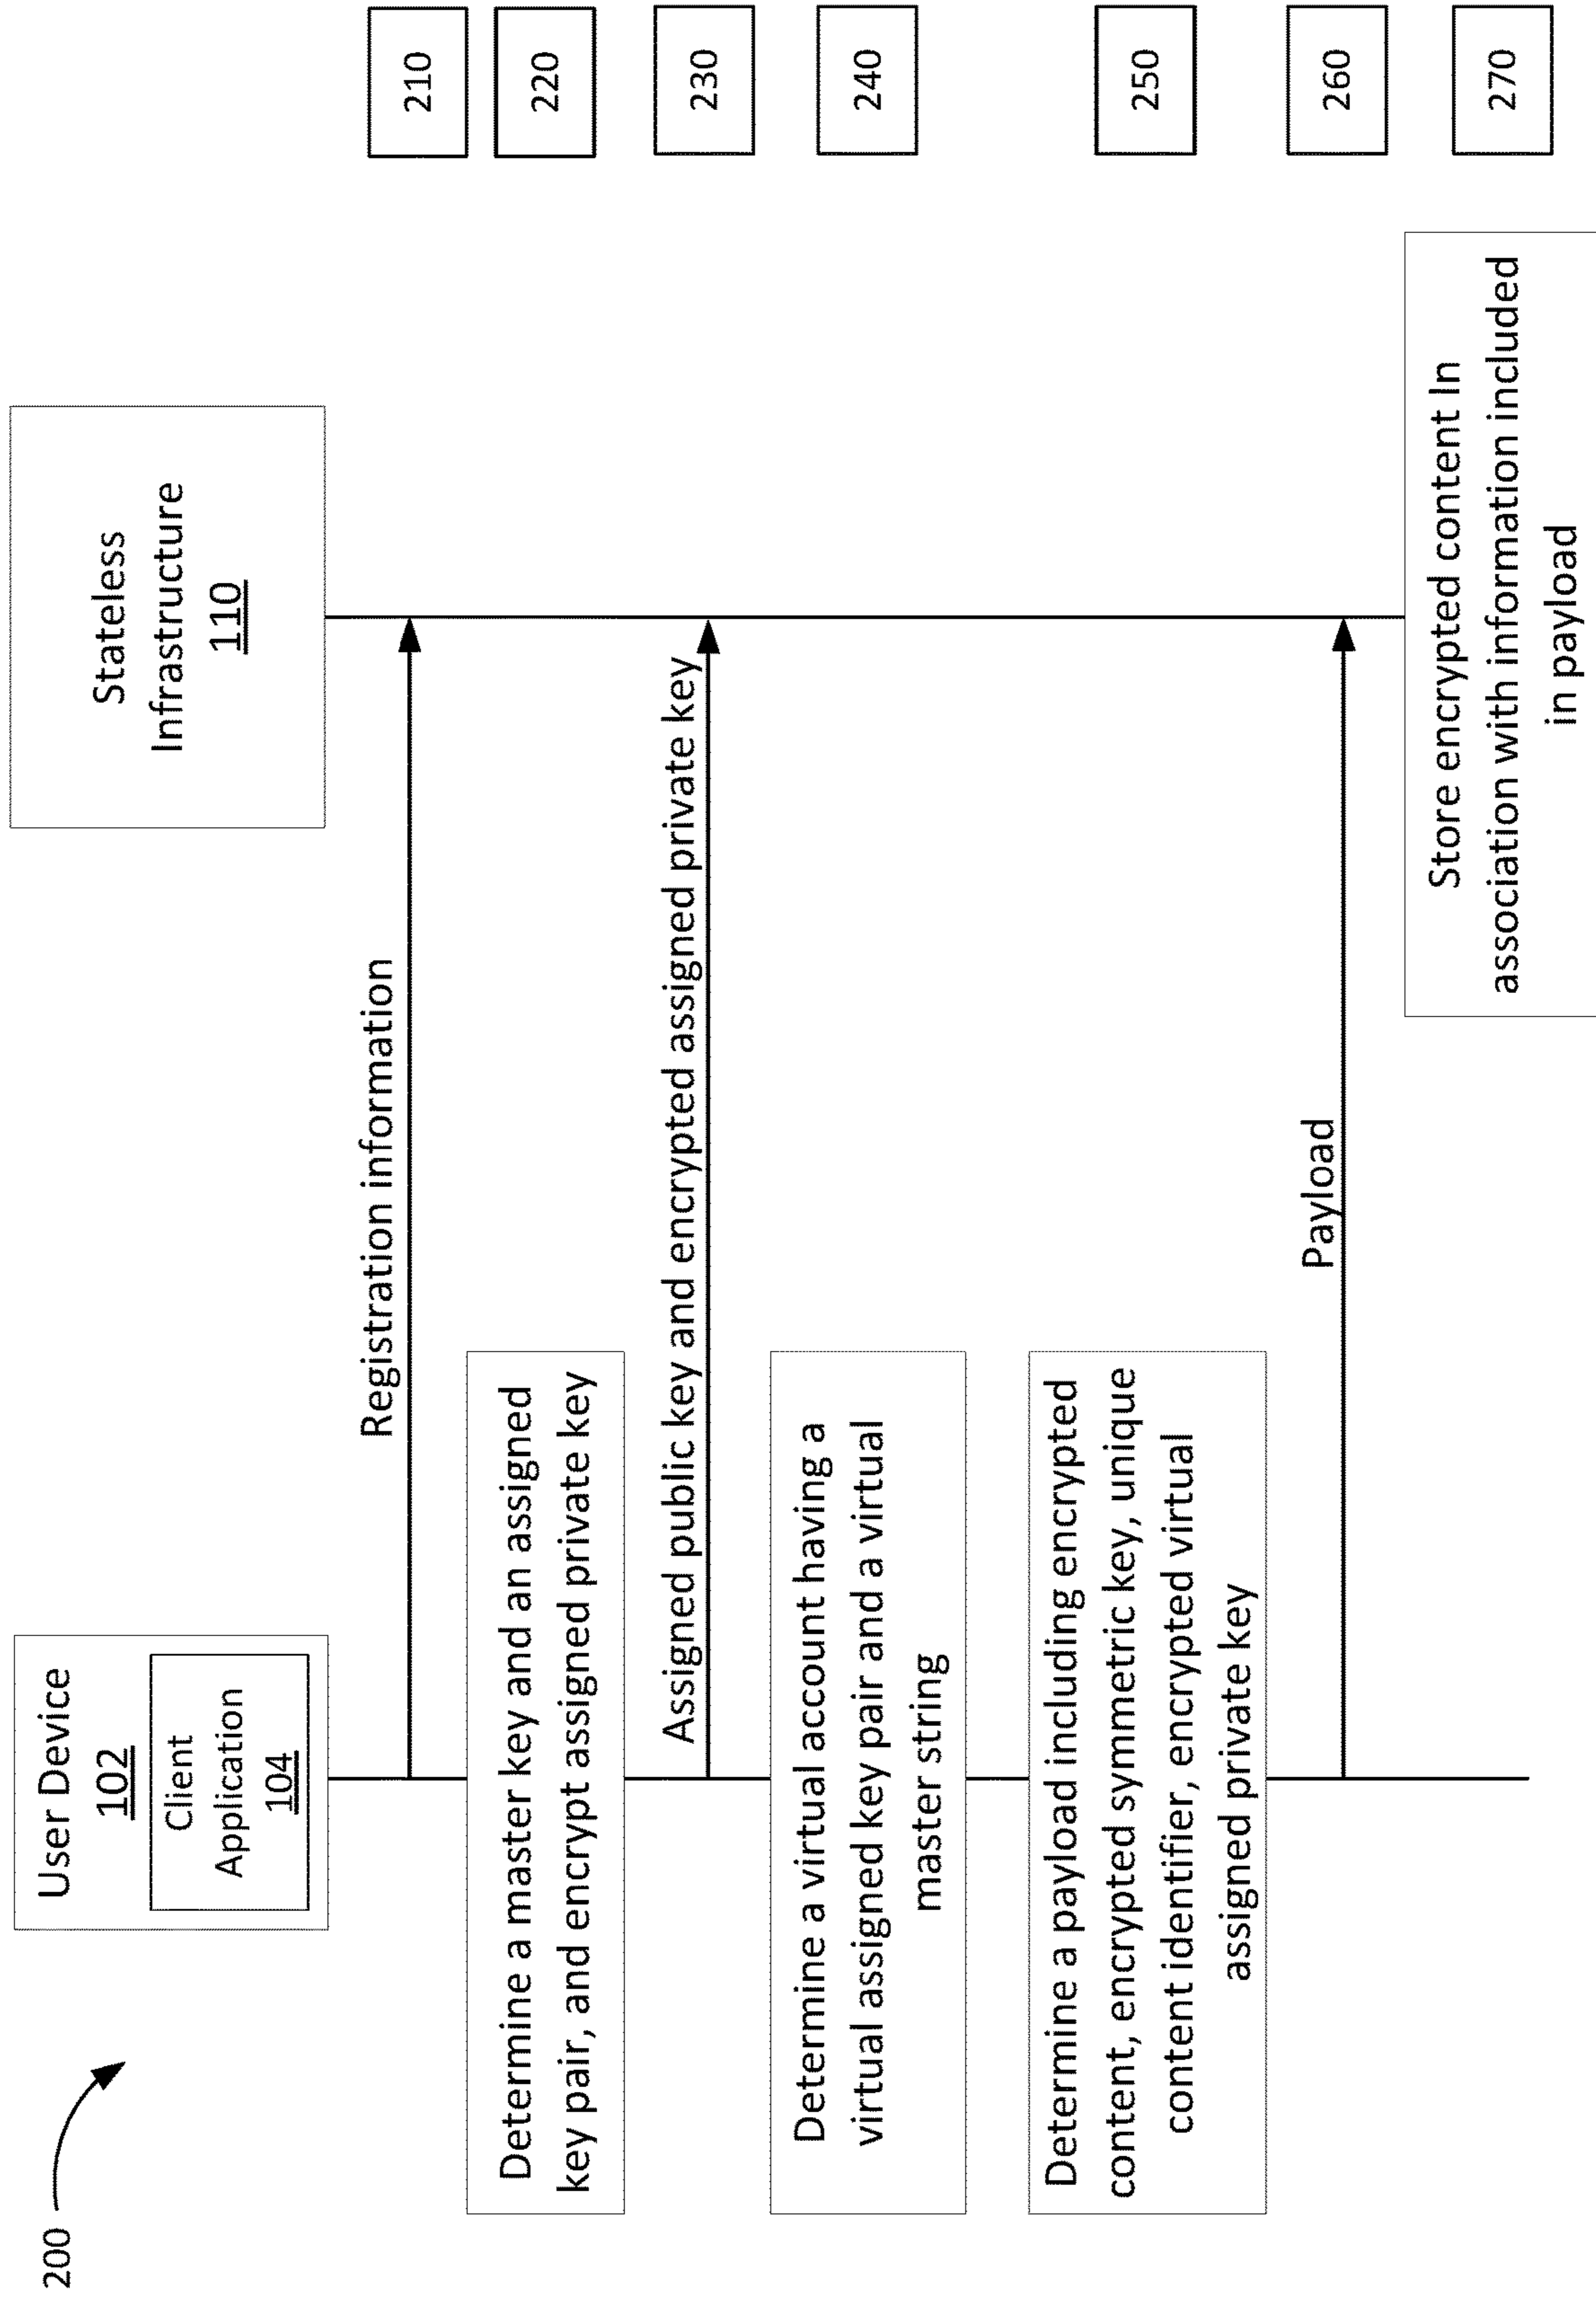 200
User Device
102
Client
Application
104
Stateless
Infrastructure
110
Registration information
210
Determine a master key and an assigned
key pair, and encrypt assigned private key
220
Assigned public key and encrypted assigned private key
230
Determine a virtual account having a
virtual assigned key pair and a virtual
master string
240
Determine a payload including encrypted
content, encrypted symmetric key, unique
content identifier, encrypted virtual
assigned private key
250
Payload
260
Store encrypted content In
association with information included
in payload
270